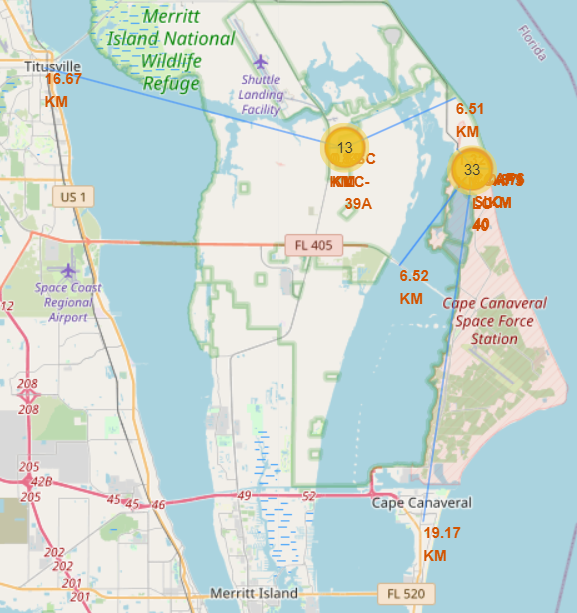 Merritt
Island National
Wildlife
Refuge
Florida
Titusville
16.67
KM
Shuttle
Landing
Facility
6.51
KM
13
33
39A
40
US 1
FL 405
Space Coast
Regional
Airport
6.52
KM
Cape Canaveral
Space Force
Station
12
208
208
205
42B
205
45
45
46
49
52
Cape Canaveral
19.17
KM
202
202
201
Merritt Island
FL 520